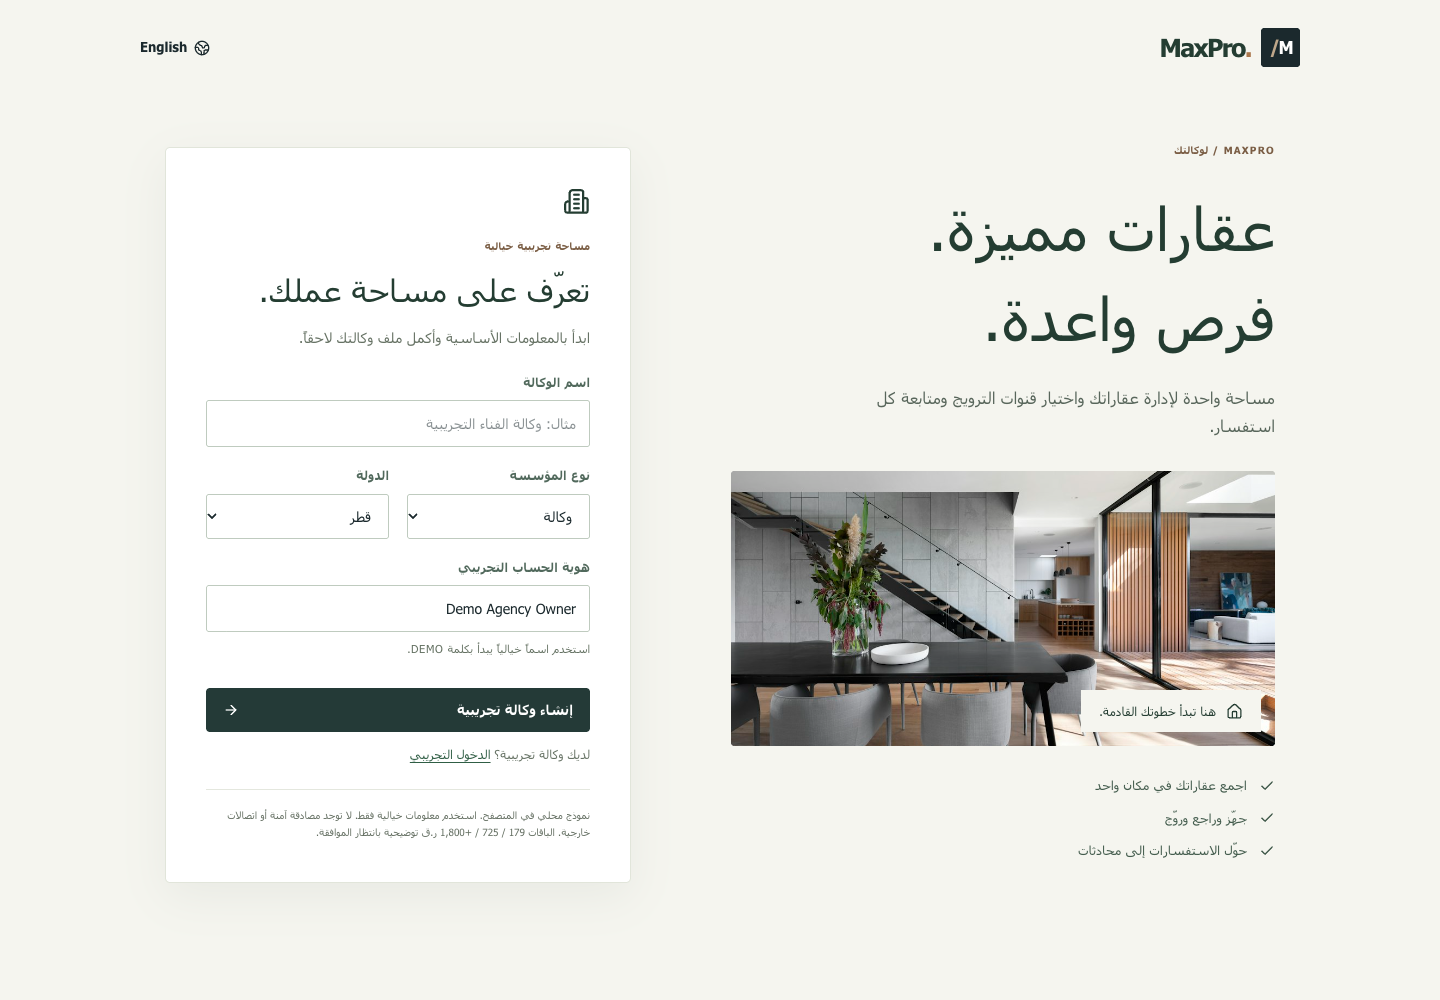 MaxPro.
/M
English
MAXPRO / لوكالتك
عقارات مميزة.
فرص واعدة.
مساحة واحدة لإدارة عقاراتك واختيار قنوات الترويج ومتابعة كل
استفسار.
هنا تبدأ خطوتك القادمة.
اجمع عقاراتك في مكان واحد
جهّز وراجع وروّج
حوّل الاستفسارات إلى محادثات
مساحة تجريبية خيالية
تعرّف على مساحة عملك.
ابدأ بالمعلومات الأساسية وأكمل ملف وكالتك لاحقاً.
اسم الوكالة
مثال: وكالة الفناء التجريبية
نوع المؤسسة
الدولة
وكالة
قطر
هوية الحساب التجريبي
Demo Agency Owner
استخدم اسماً خيالياً يبدأ بكلمة DEMO.
إنشاء وكالة تجريبية
لديك وكالة تجريبية؟ الدخول التجريبي
نموذج محلي في المتصفح. استخدم معلومات خيالية فقط. لا توجد مصادقة آمنة أو اتصالات
خارجية. الباقات 179 / 725 / +1,800 ر.ق توضيحية بانتظار الموافقة.